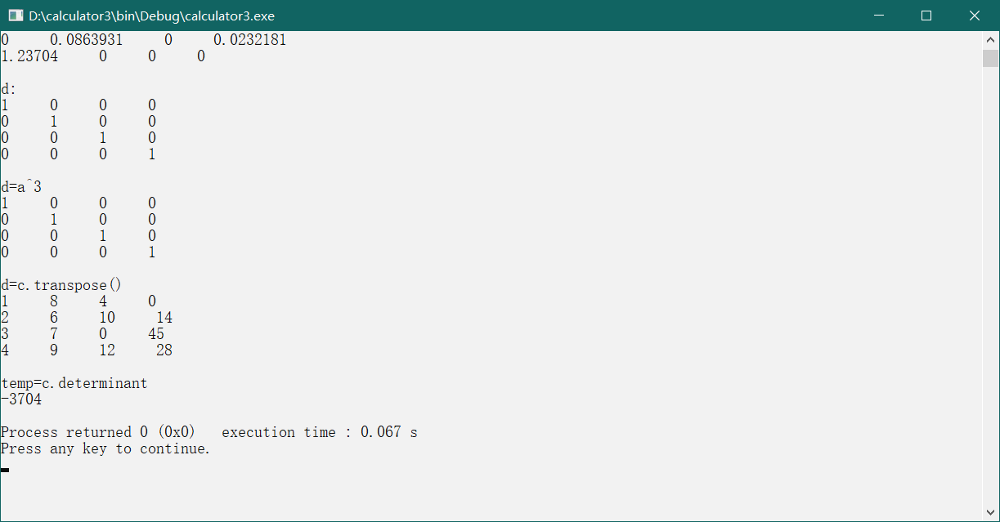 D:\calculator3\bin\Debug\calculator3.exe
0     0.0863931     0     0.0232181
1.23704     0     0     0
d:
1     0     0     0
0     1     0     0
0     0     1     0
0     0     0     1
d=a^3
1     0     0     0
0     1     0     0
0     0     1     0
0     0     0     1
d=c.transpose()
1     8     4     0
2     6     10     14
3     7     0     45
4     9     12     28
temp=c.determinant
-3704
Process returned 0 (0x0)   execution time : 0.067 s
Press any key to continue.